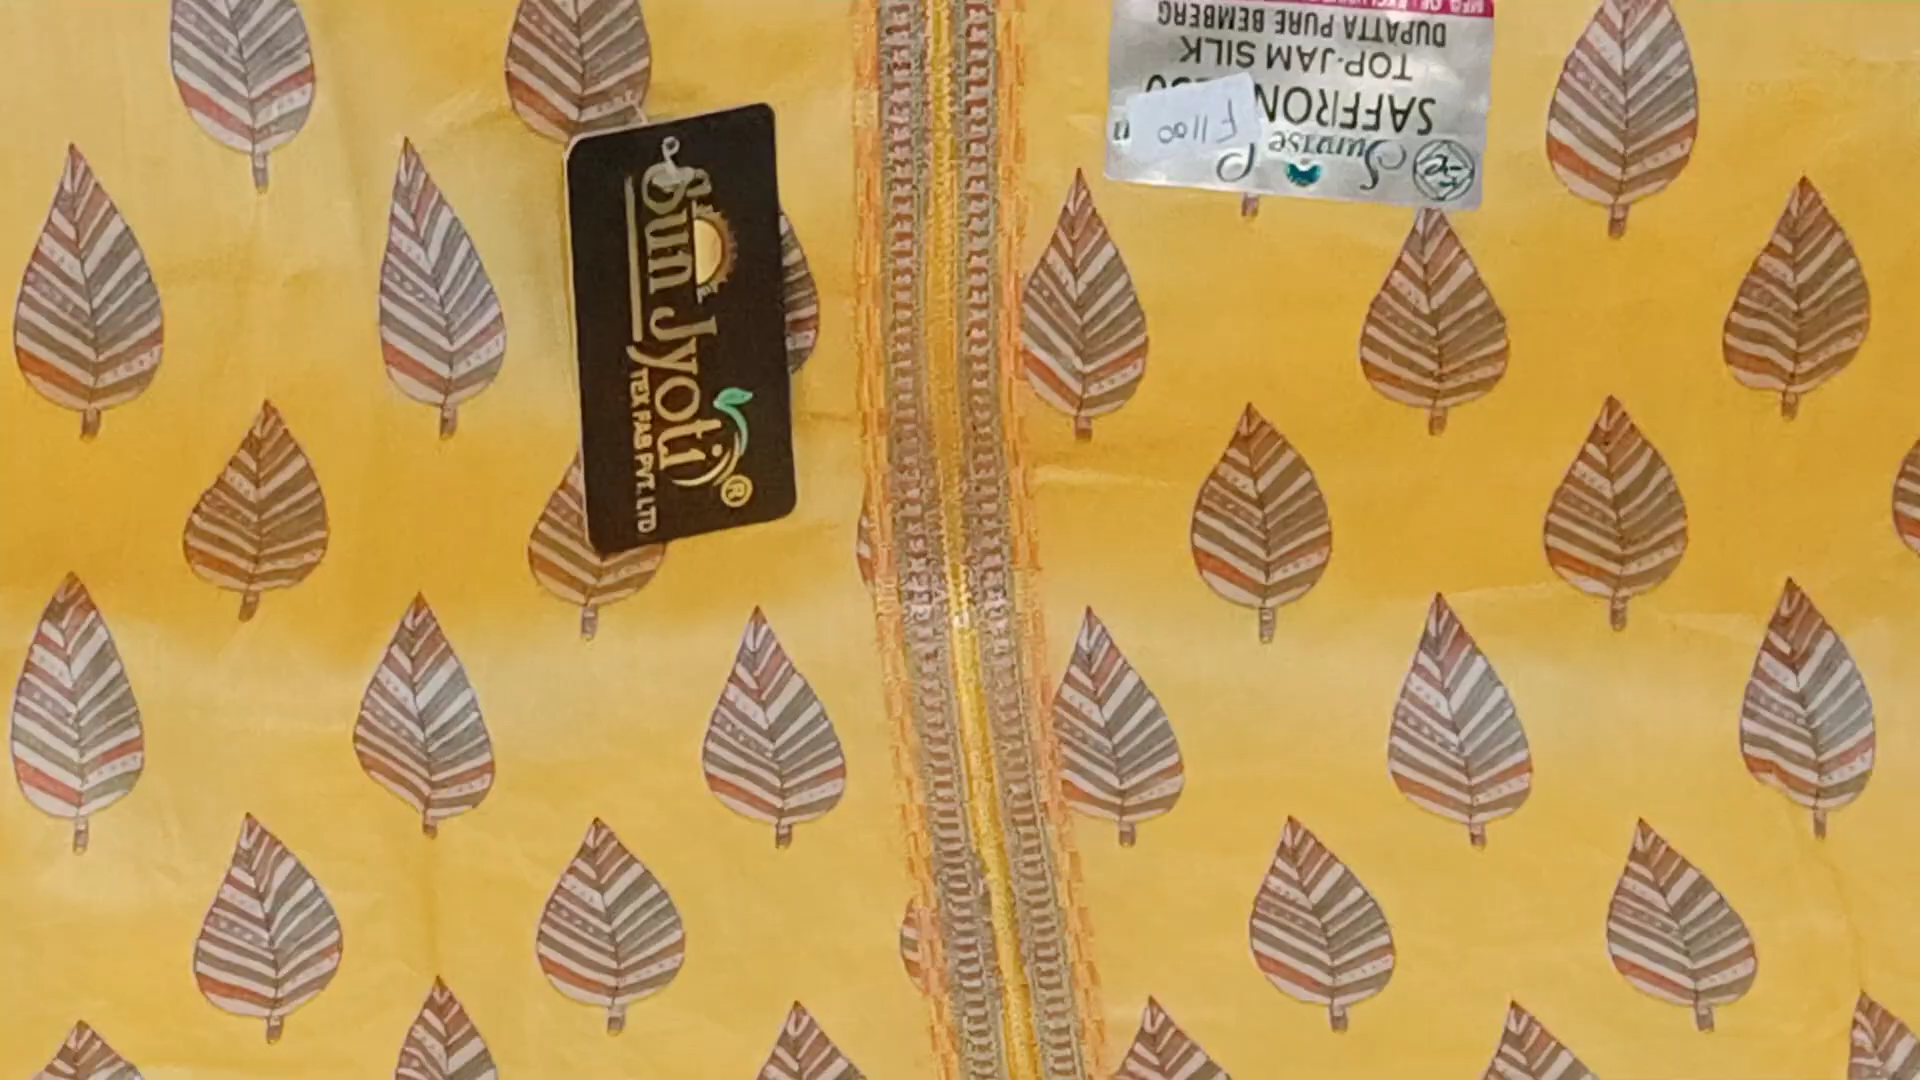 Sun Jyoti®
TEX FAB PVT. LTD
Sunrise
SAFFRON
F1100
TOP-JAM SILK
DUPATTA PURE BEMBERG